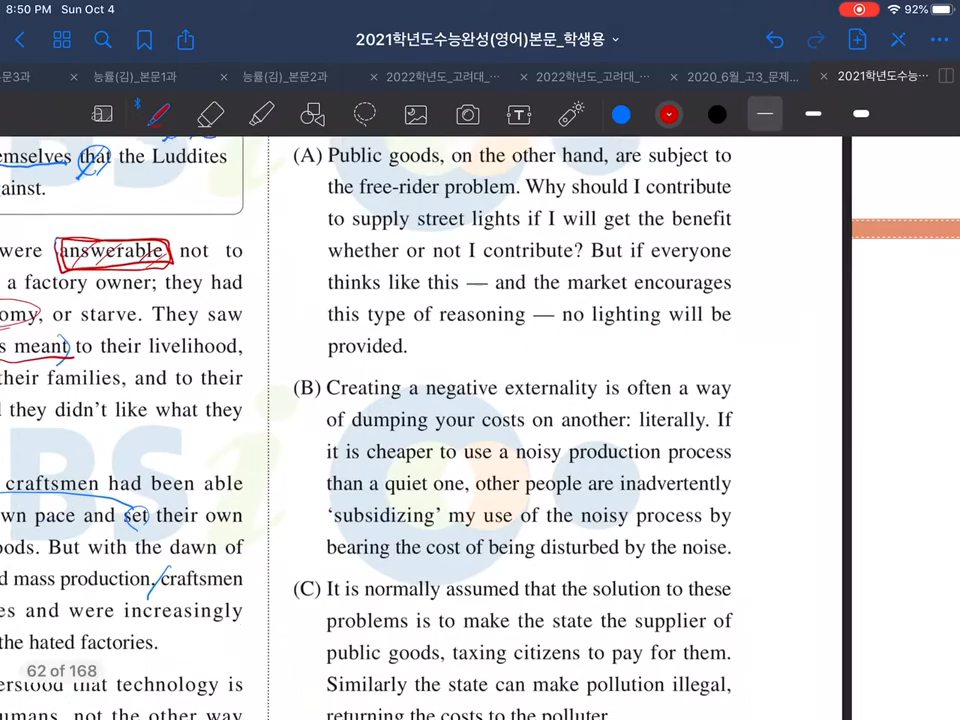 8:50 PM Sun Oct 4
92%
2021학년도수능완성(영어)본문_학생용
문3과
능률(김)_본문1과
능률(김)_본문2과
2022학년도_고려대_…
2022학년도_고려대_…
2020_6월_고3_문제…
2021학년도수능…
T
emselves that the Luddites
ainst.
were answerable not to
a factory owner; they had
omy, or starve. They saw
s meant to their livelihood,
their families, and to their
they didn't like what they
craftsmen had been able
wn pace and set their own
oods. But with the dawn of
d mass production, craftsmen
es and were increasingly
the hated factories.
62 of 168
erstood that technology is
umans, not the other way
(A) Public goods, on the other hand, are subject to
the free-rider problem. Why should I contribute
to supply street lights if I will get the benefit
whether or not I contribute? But if everyone
thinks like this — and the market encourages
this type of reasoning — no lighting will be
provided.
(B) Creating a negative externality is often a way
of dumping your costs on another: literally. If
it is cheaper to use a noisy production process
than a quiet one, other people are inadvertently
'subsidizing' my use of the noisy process by
bearing the cost of being disturbed by the noise.
(C) It is normally assumed that the solution to these
problems is to make the state the supplier of
public goods, taxing citizens to pay for them.
Similarly the state can make pollution illegal,
returning the costs to the polluter.